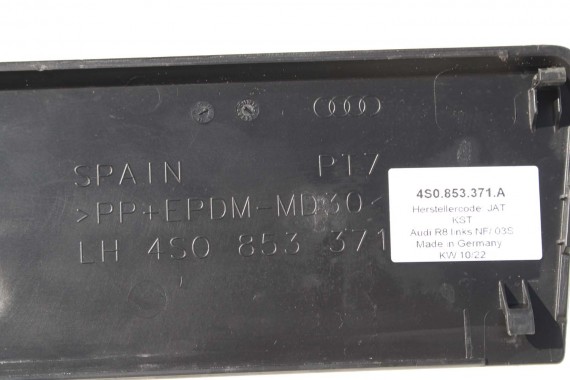 SPAIN PT7
>PP+EPDM-MD30<
LH 4S0 853 371
4S0.853.371.A
Herstellercode: JAT
KST
Audi R8 links NF/ 03S
Made in Germany
KW 10/22